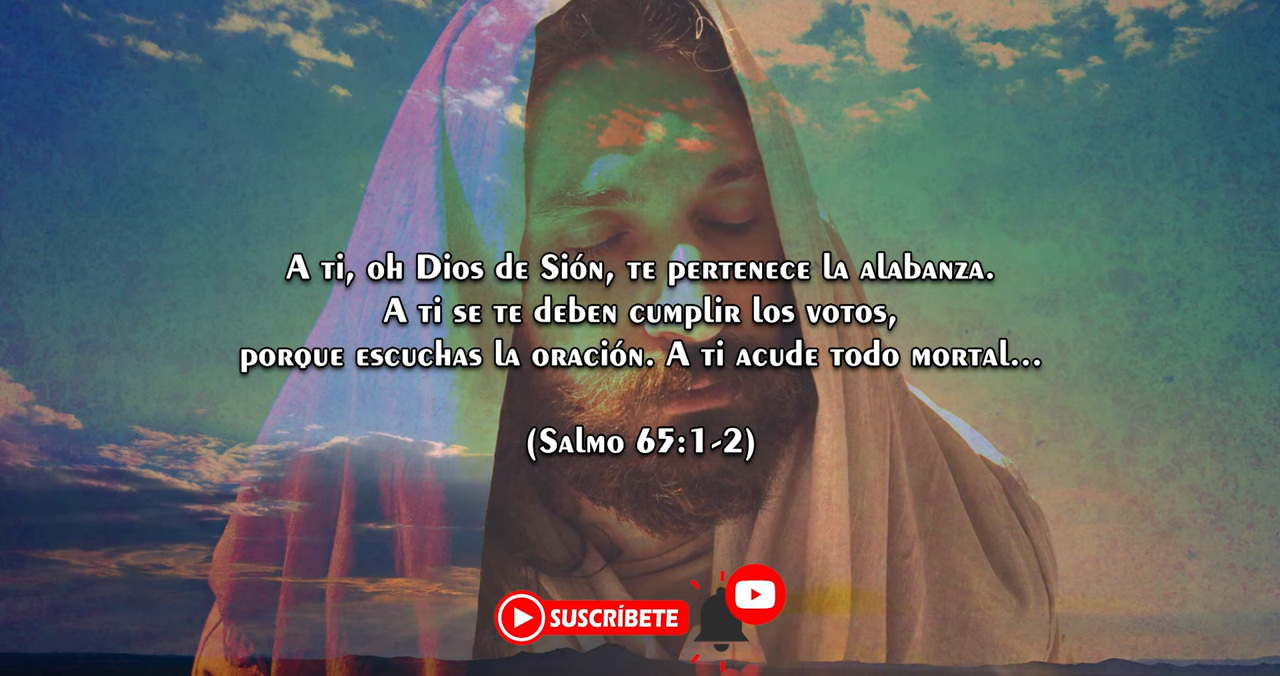 A ti, oh Dios de Sión, te pertenece la alabanza.
A ti se te deben cumplir los votos,
porque escuchas la oración. A ti acude todo mortal...
(Salmo 65:1-2)
SUSCRÍBETE